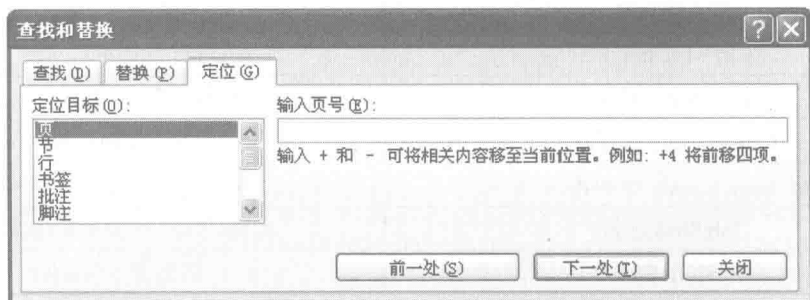 查找和替换
查找(D) 替换(P) 定位(G)
定位目标(O):
页
节
行
书签
批注
脚注
输入页号(E):
输入 + 和 - 可将相关内容移至当前位置。例如: +4 将前移四项。
前一处(S) 下一处(T) 关闭